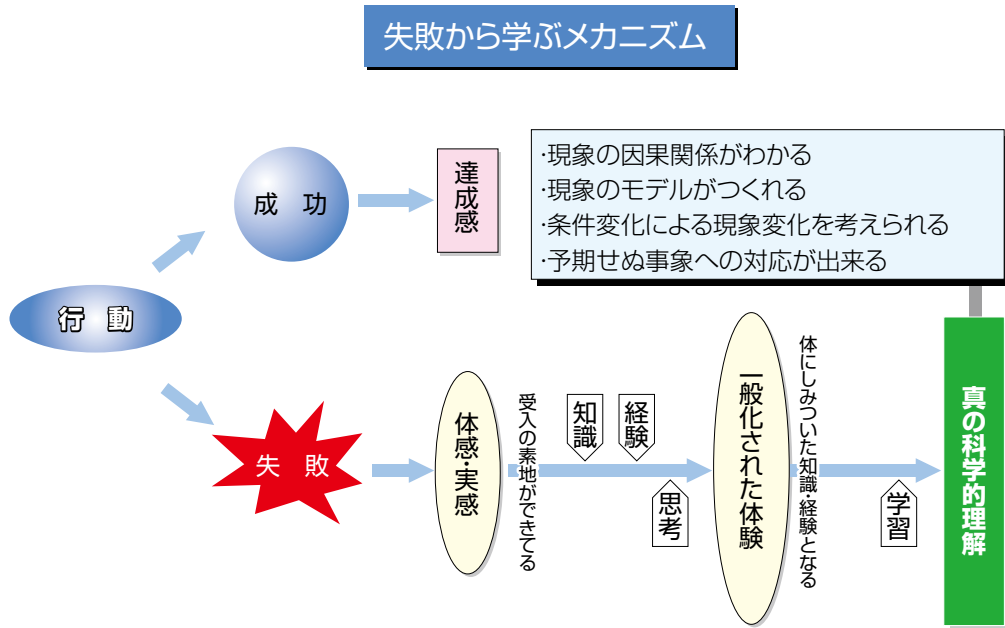 失敗から学ぶメカニズム
成 功
達成感
・現象の因果関係がわかる
・現象のモデルがつくれる
・条件変化による現象変化を考えられる
・予期せぬ事象への対応が出来る
行 動
失 敗
体感・実感
受入の素地ができてる
知識
経験
思考
一般化された体験
体にしみついた知識・経験となる
学習
真の科学的理解